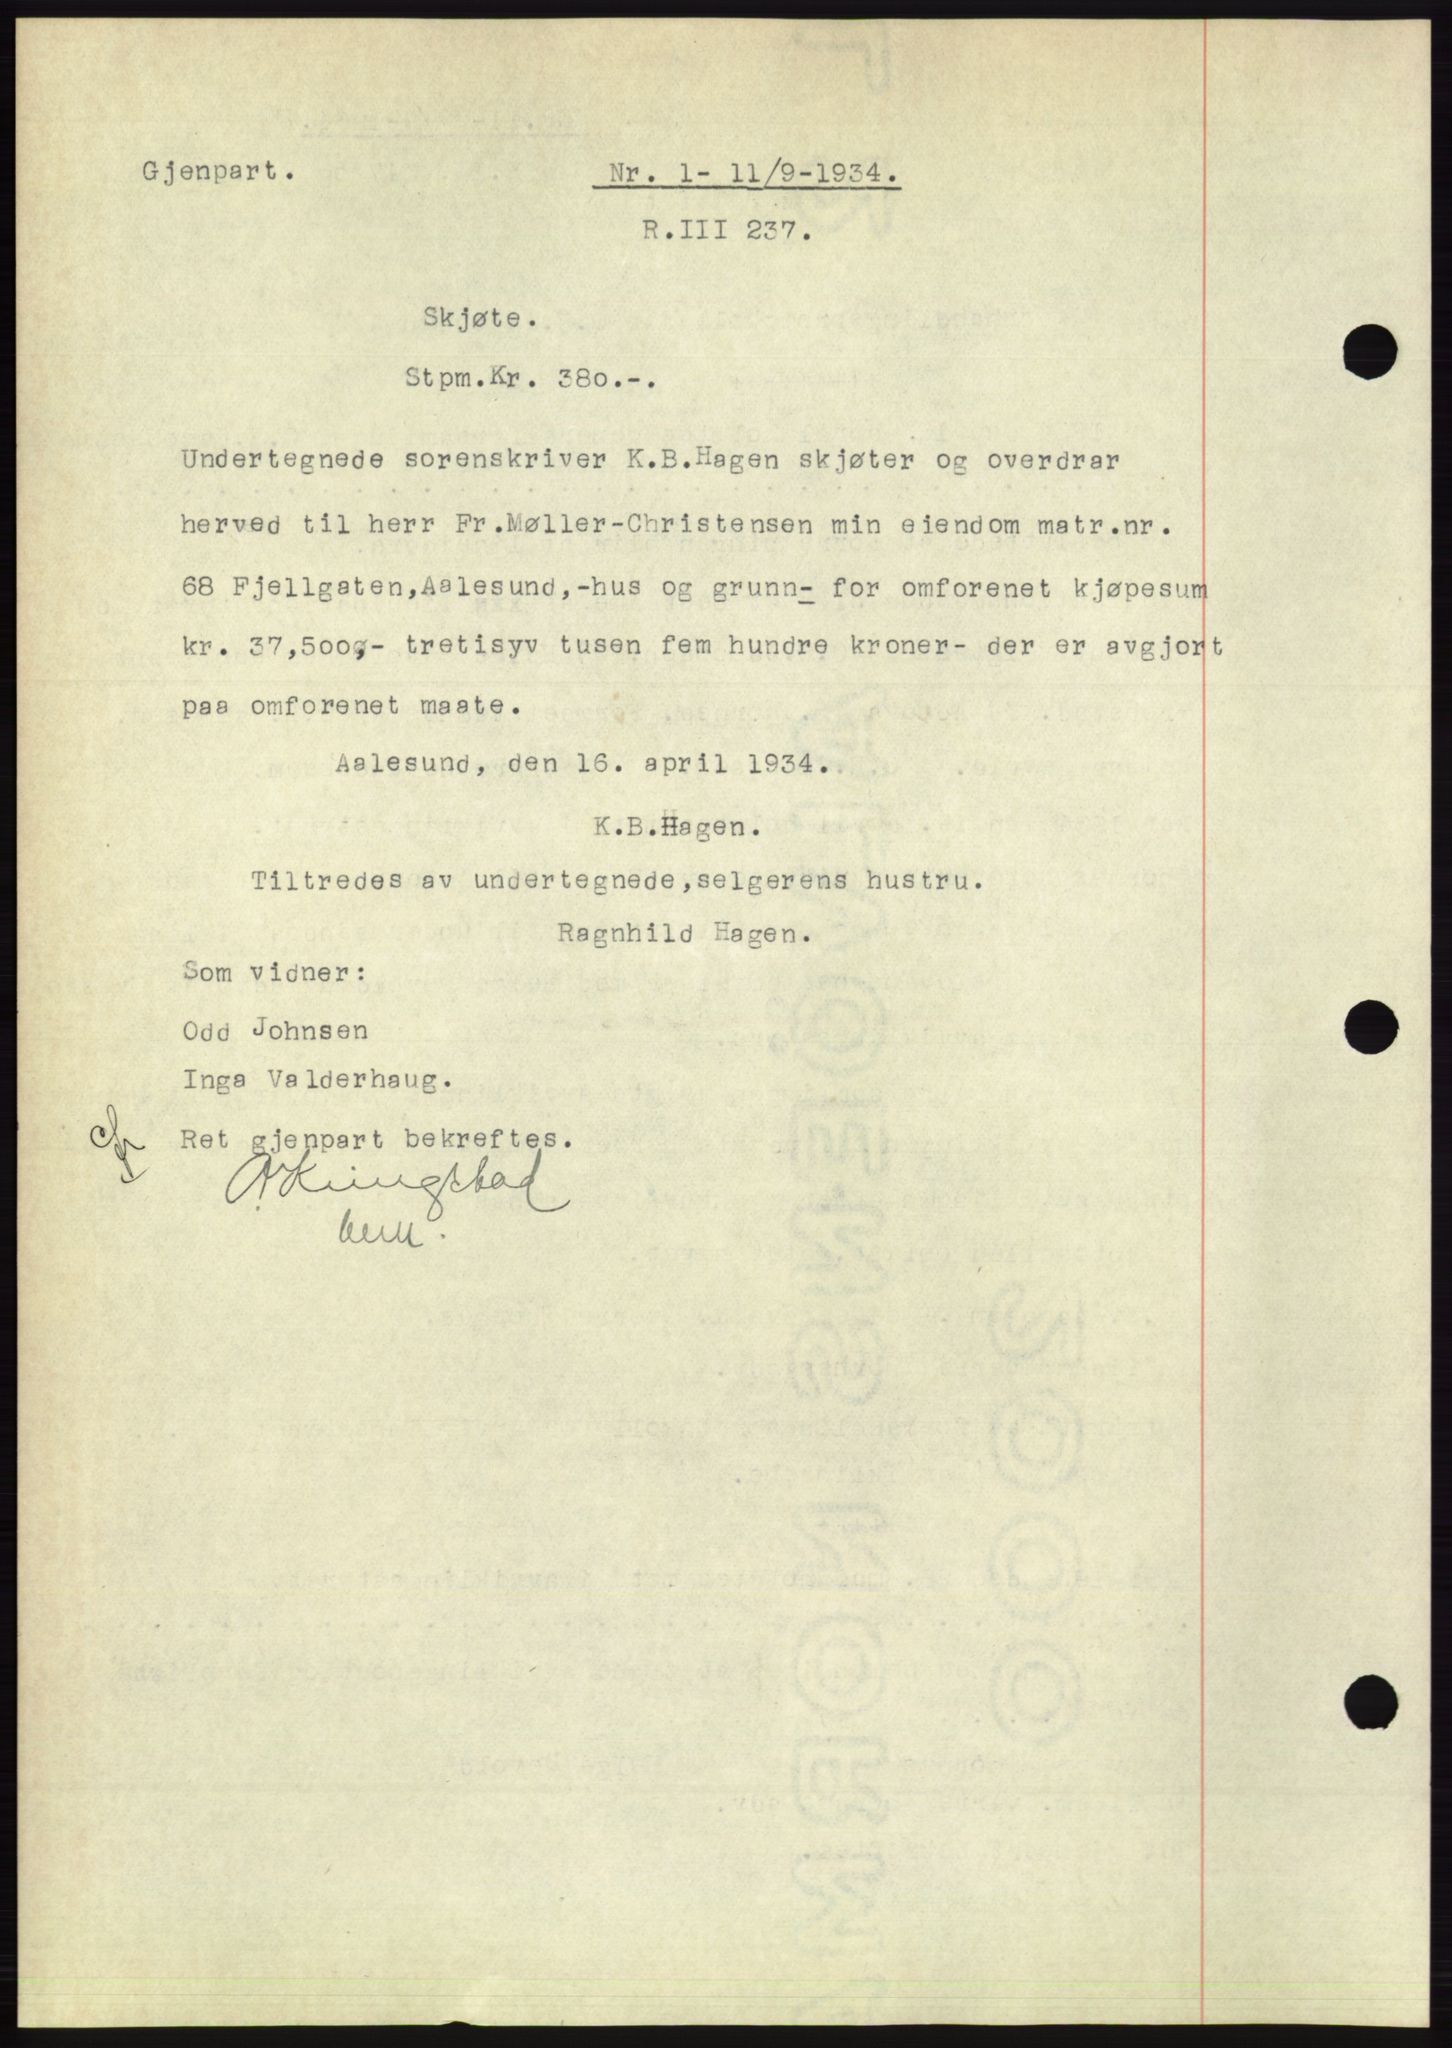 Gjenpart.
Nr. 1- 11/9-1934.
R.III 237.
Skjøte.
Stpm.Kr. 380.-.
Undertegnede sorenskriver K.B.Hagen skjøter og overdrar
herved til herr Fr.Møller-Christensen min eiendom matr.nr.
68 Fjellgaten,Aalesund,-hus og grunn- for omforenet kjøpesum
kr. 37,500,- tretisyv tusen fem hundre kroner- der er avgjort
paa omforenet maate.
Aalesund, den 16. april 1934.
K.B.Hagen.
Tiltredes av undertegnede,selgerens hustru.
Ragnhild Hagen.
Som vidner:
Odd Johnsen
Inga Valderhaug.
Ret gjenpart bekreftes.